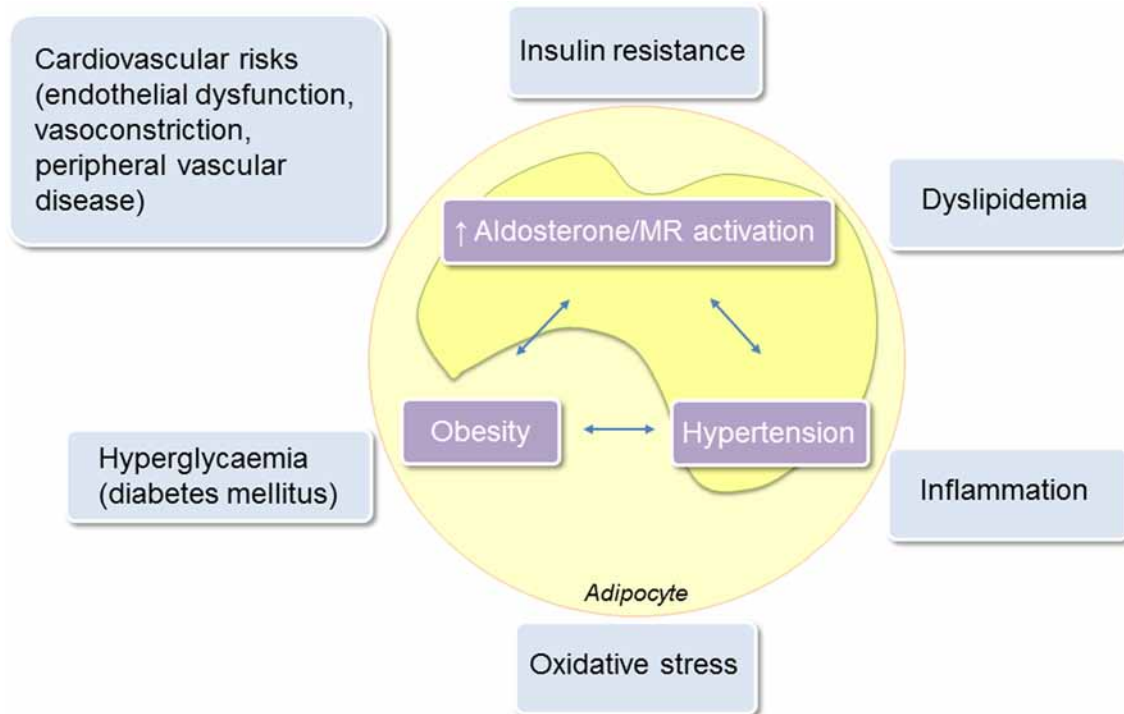 Insulin resistance
Cardiovascular risks
(endothelial dysfunction,
vasoconstriction,
peripheral vascular
disease)
Dyslipidemia
↑ Aldosterone/MR activation
Obesity
Hypertension
Hyperglycaemia
(diabetes mellitus)
Inflammation
Adipocyte
Oxidative stress